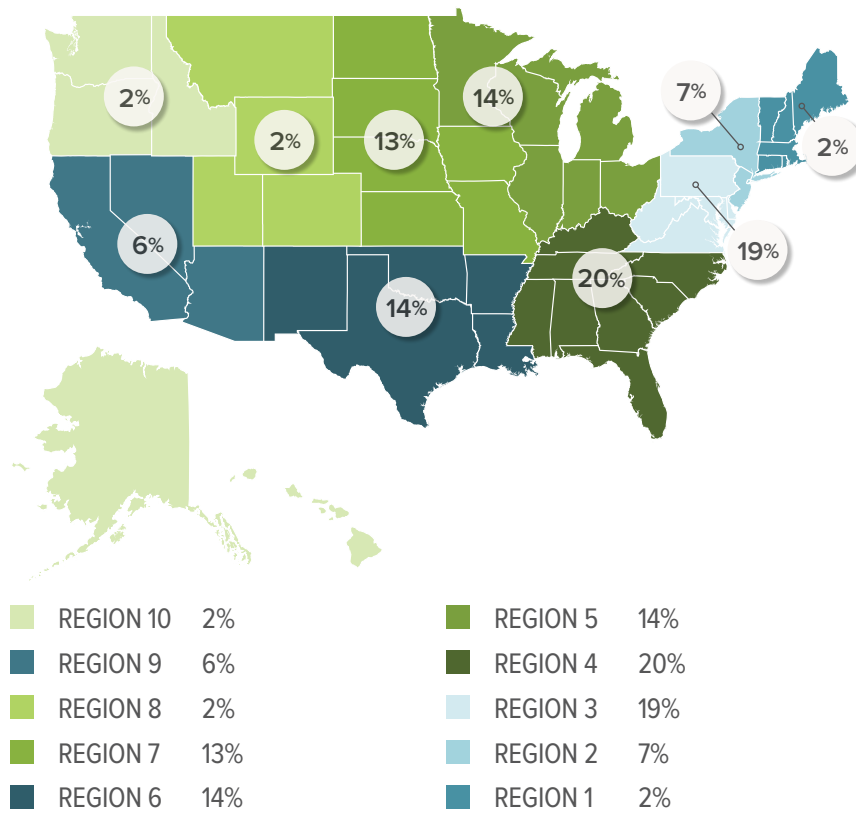 2%
14%
7%
2%
13%
2%
6%
19%
20%
14%
REGION 10 2%
REGION 9 6%
REGION 8 2%
REGION 7 13%
REGION 6 14%
REGION 5 14%
REGION 4 20%
REGION 3 19%
REGION 2 7%
REGION 1 2%